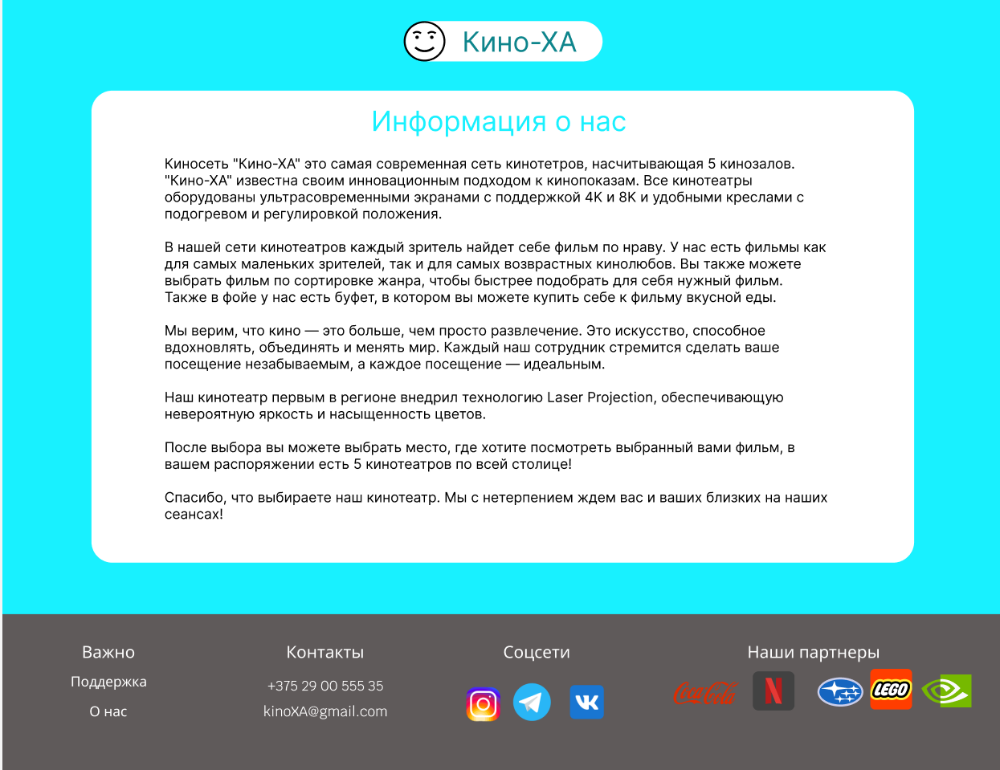 Кино-ХА
Информация о нас
Киносеть "Кино-ХА" это самая современная сеть кинотетров, насчитывающая 5 кинозалов.
"Кино-ХА" известна своим инновационным подходом к кинопоказам. Все кинотеатры
оборудованы ультрасовременными экранами с поддержкой 4K и 8K и удобными креслами с
подогревом и регулировкой положения.
В нашей сети кинотеатров каждый зритель найдет себе фильм по нраву. У нас есть фильмы как
для самых маленьких зрителей, так и для самых возврастных кинолюбов. Вы также можете
выбрать фильм по сортировке жанра, чтобы быстрее подобрать для себя нужный фильм.
Также в фойе у нас есть буфет, в котором вы можете купить себе к фильму вкусной еды.
Мы верим, что кино — это больше, чем просто развлечение. Это искусство, способное
вдохновлять, объединять и менять мир. Каждый наш сотрудник стремится сделать ваше
посещение незабываемым, а каждое посещение — идеальным.
Наш кинотеатр первым в регионе внедрил технологию Laser Projection, обеспечивающую
невероятную яркость и насыщенность цветов.
После выбора вы можете выбрать место, где хотите посмотреть выбранный вами фильм, в
вашем распоряжении есть 5 кинотеатров по всей столице!
Спасибо, что выбираете наш кинотеатр. Мы с нетерпением ждем вас и ваших близких на наших
сеансах!
Важно
Поддержка
О нас
Контакты
+375 29 00 555 35
kinoXA@gmail.com
Соцсети
Наши партнеры
Coca-Cola
N
LEGO